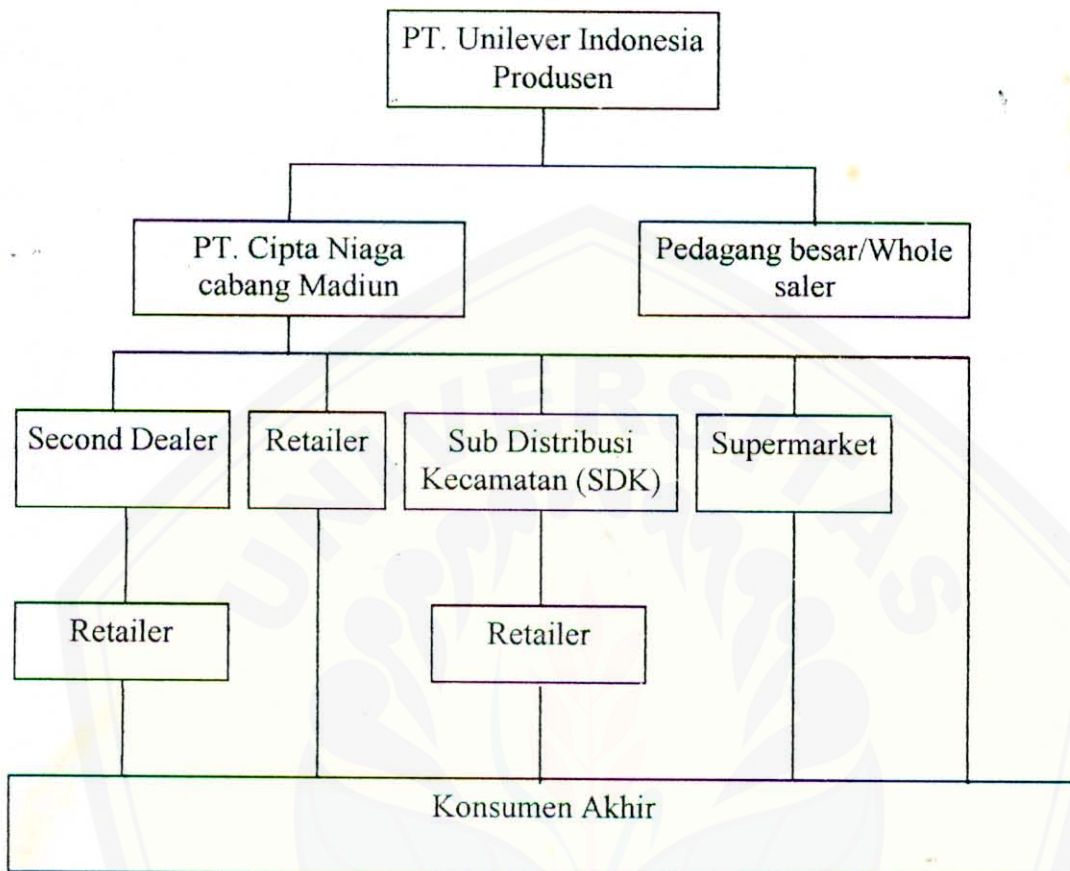 PT. Unilever Indonesia
Produsen
PT. Cipta Niaga
cabang Madiun
Pedagang besar/Whole
saler
Second Dealer
Retailer
Sub Distribusi
Kecamatan (SDK)
Supermarket
Retailer
Retailer
Konsumen Akhir
UNIVERSITAS